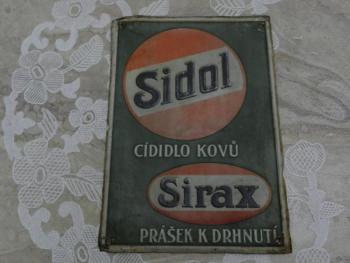 Sidol
CÍDIDLO KOVŮ
Sirax
PRÁŠEK K DRHNUTÍ